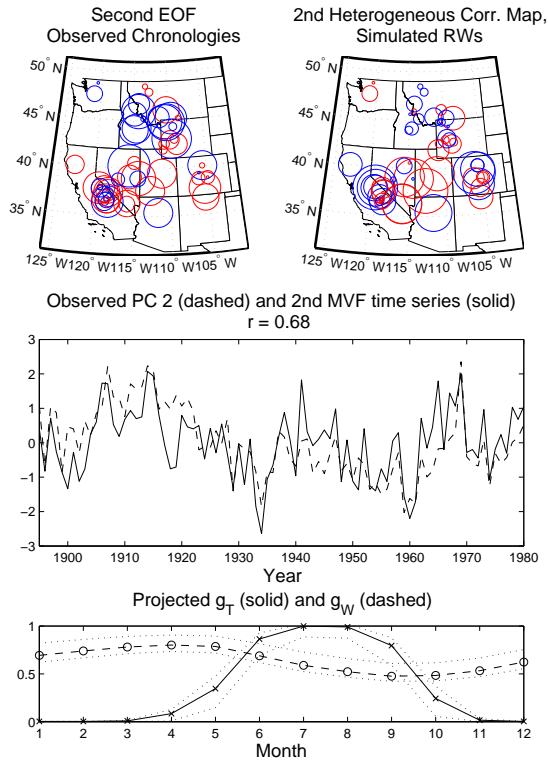 Second EOF
Observed Chronologies
2nd Heterogeneous Corr. Map,
Simulated RWs
50° N
45° N
40° N
35° N
125° W120° W115° W110° W105° W
50° N
45° N
40° N
35° N
125° W120° W115° W110° W105° W
Observed PC 2 (dashed) and 2nd MVF time series (solid)
r = 0.68
3
2
1
0
−1
−2
−3
1900 1910 1920 1930 1940 1950 1960 1970 1980
Year
Projected g_T (solid) and g_W (dashed)
1
0.5
0
1 2 3 4 5 6 7 8 9 10 11 12
Month